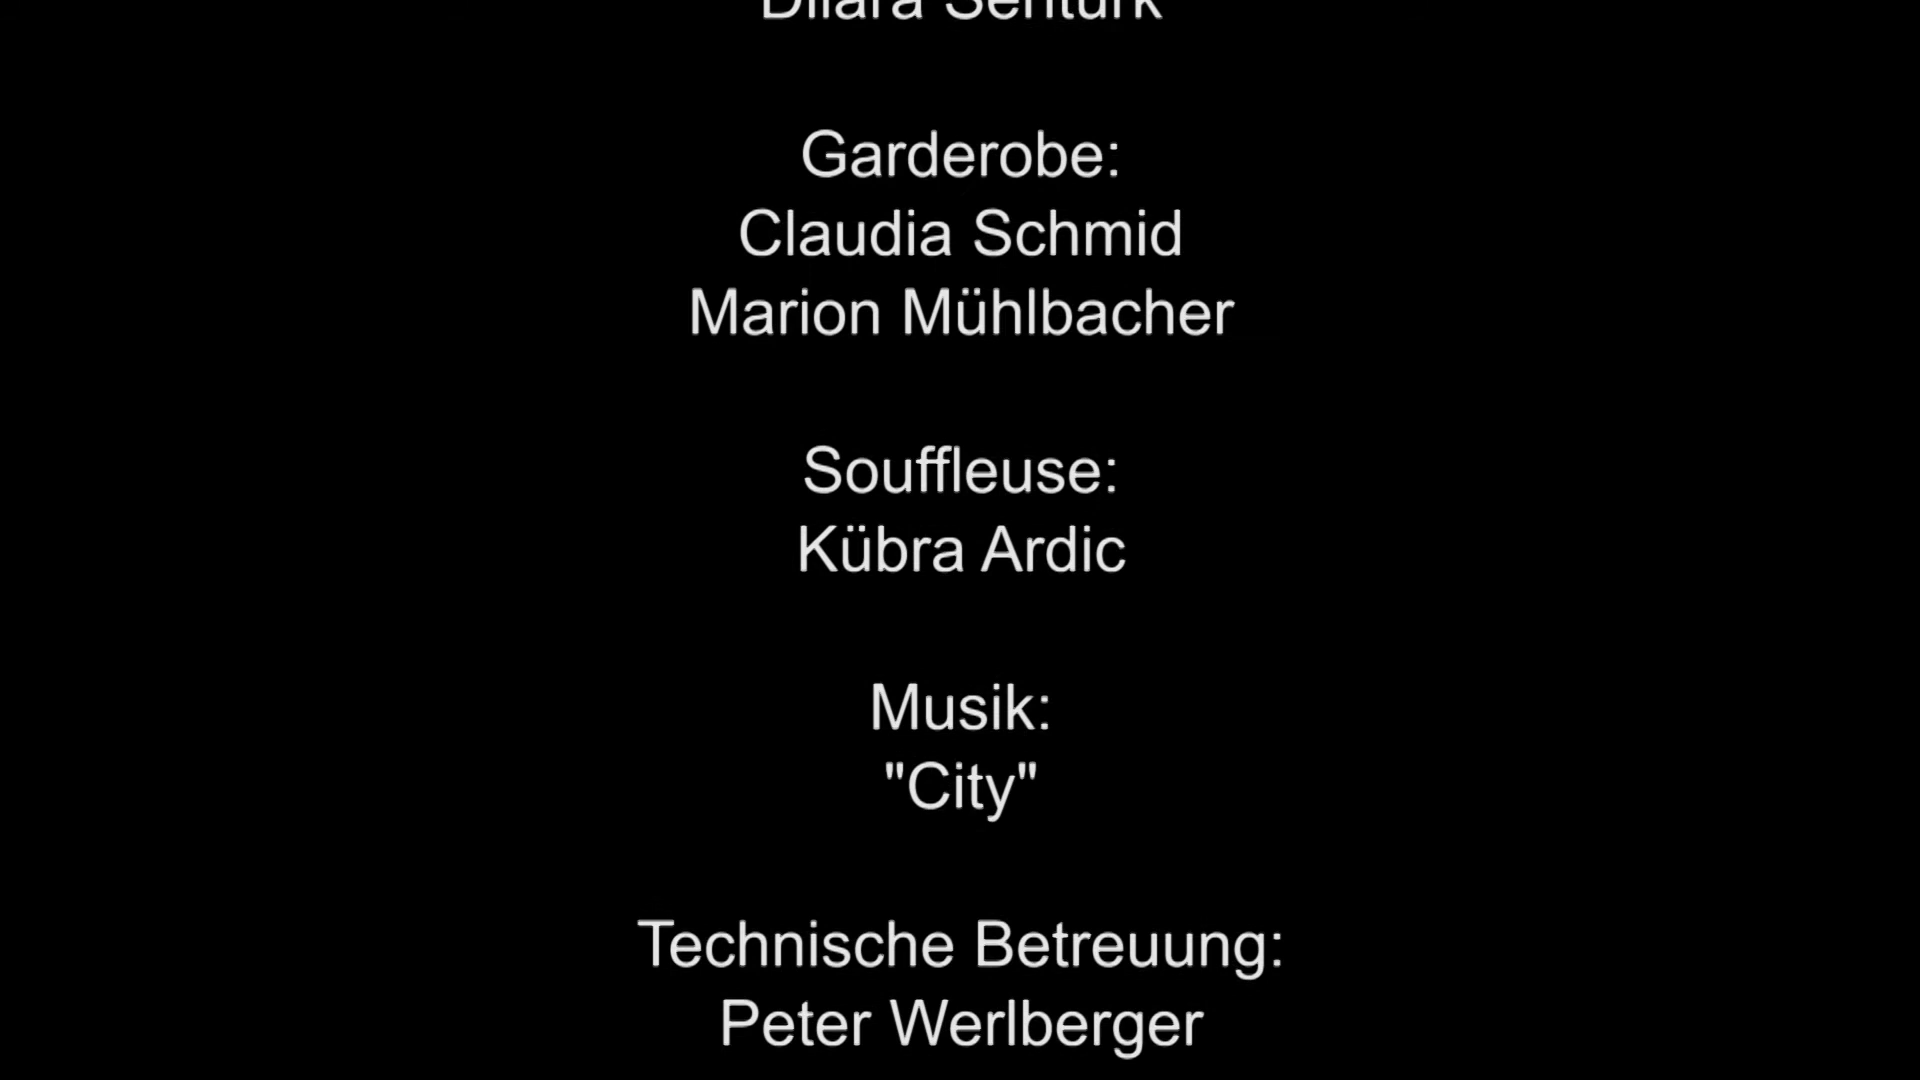 Garderobe:
Claudia Schmid
Marion Mühlbacher
Souffleuse:
Kübra Ardic
Musik:
"City"
Technische Betreuung:
Peter Werlberger